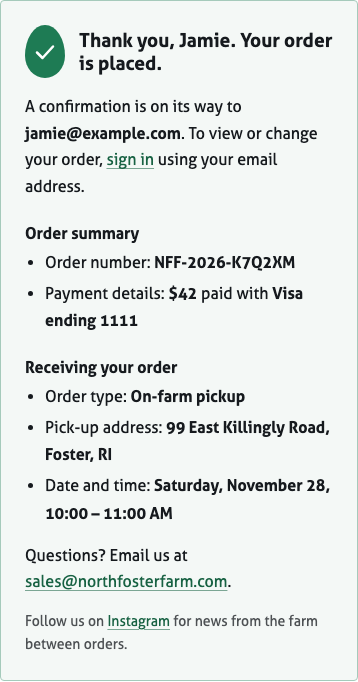 Thank you, Jamie. Your order
is placed.
A confirmation is on its way to
jamie@example.com. To view or change
your order, sign in using your email
address.
Order summary
• Order number: NFF-2026-K7Q2XM
• Payment details: $42 paid with Visa
ending 1111
Receiving your order
• Order type: On-farm pickup
• Pick-up address: 99 East Killingly Road,
Foster, RI
• Date and time: Saturday, November 28,
10:00 – 11:00 AM
Questions? Email us at
sales@northfosterfarm.com.
Follow us on Instagram for news from the farm
between orders.